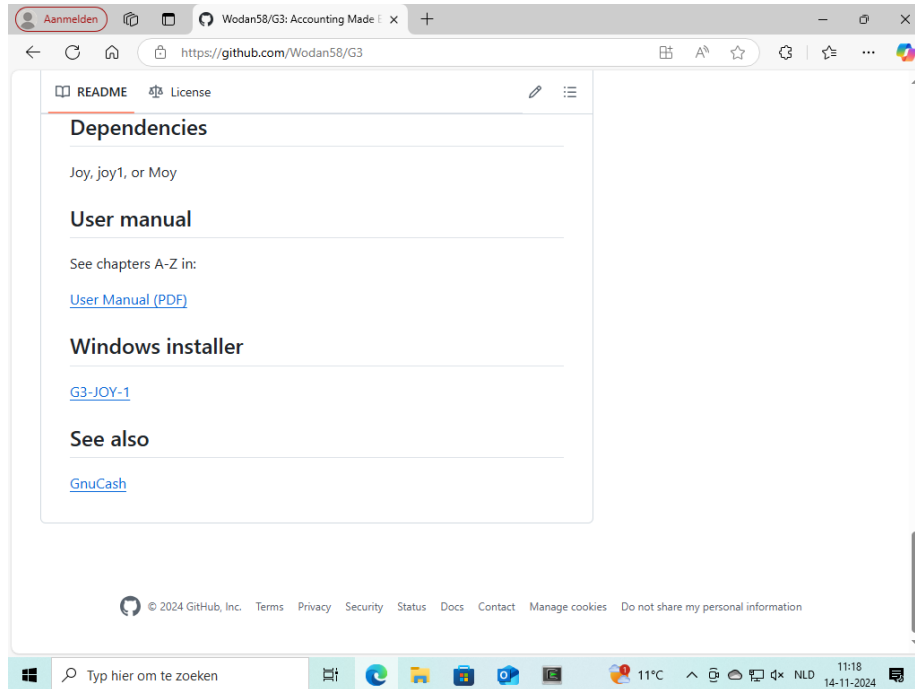 Aanmelden
Wodan58/G3: Accounting Made E
https://github.com/Wodan58/G3
README
License
Dependencies
Joy, joy1, or Moy
User manual
See chapters A-Z in:
User Manual (PDF)
Windows installer
G3-JOY-1
See also
GnuCash
© 2024 GitHub, Inc. Terms Privacy Security Status Docs Contact Manage cookies Do not share my personal information
Typ hier om te zoeken
1
11°C
NLD
11:18
14-11-2024